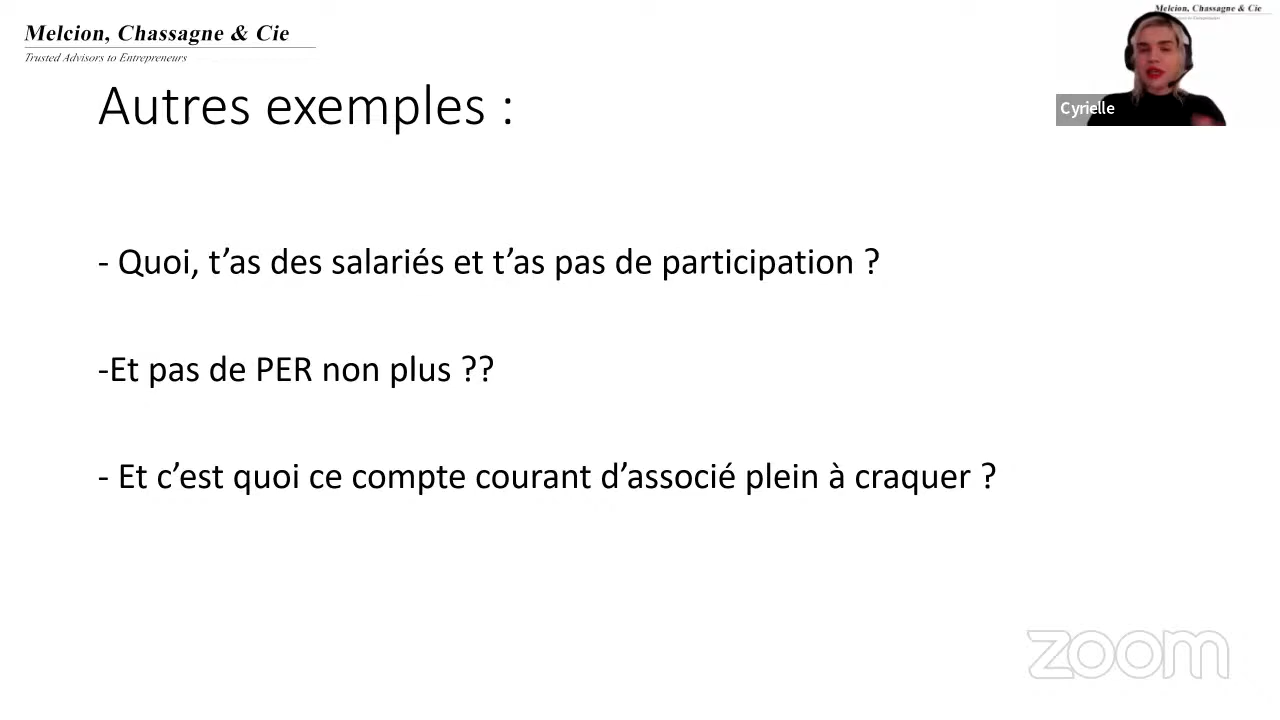 Melcion, Chassagne & Cie
Trusted Advisors to Entrepreneurs
Melcion, Chassagne & Cie
Cyrielle
Autres exemples :
- Quoi, t’as des salariés et t’as pas de participation ?
-Et pas de PER non plus ??
- Et c’est quoi ce compte courant d’associé plein à craquer ?
zoom